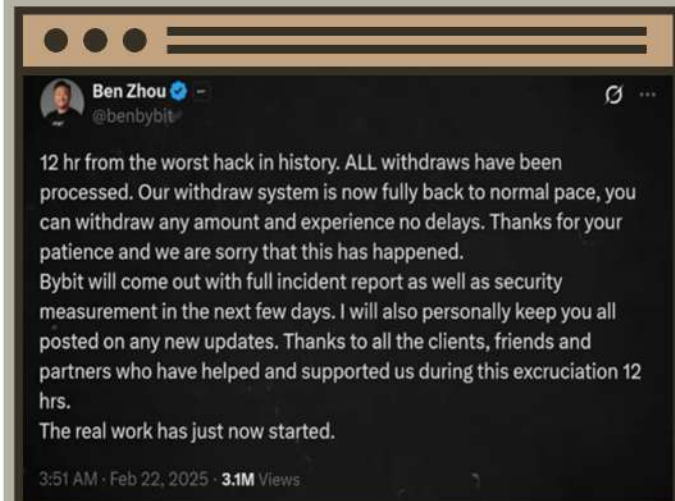 Ben Zhou
@benbybit
12 hr from the worst hack in history. ALL withdraws have been
processed. Our withdraw system is now fully back to normal pace, you
can withdraw any amount and experience no delays. Thanks for your
patience and we are sorry that this has happened.
Bybit will come out with full incident report as well as security
measurement in the next few days. I will also personally keep you all
posted on any new updates. Thanks to all the clients, friends and
partners who have helped and supported us during this excruciation 12
hrs.
The real work has just now started.
3:51 AM · Feb 22, 2025 · 3.1M Views